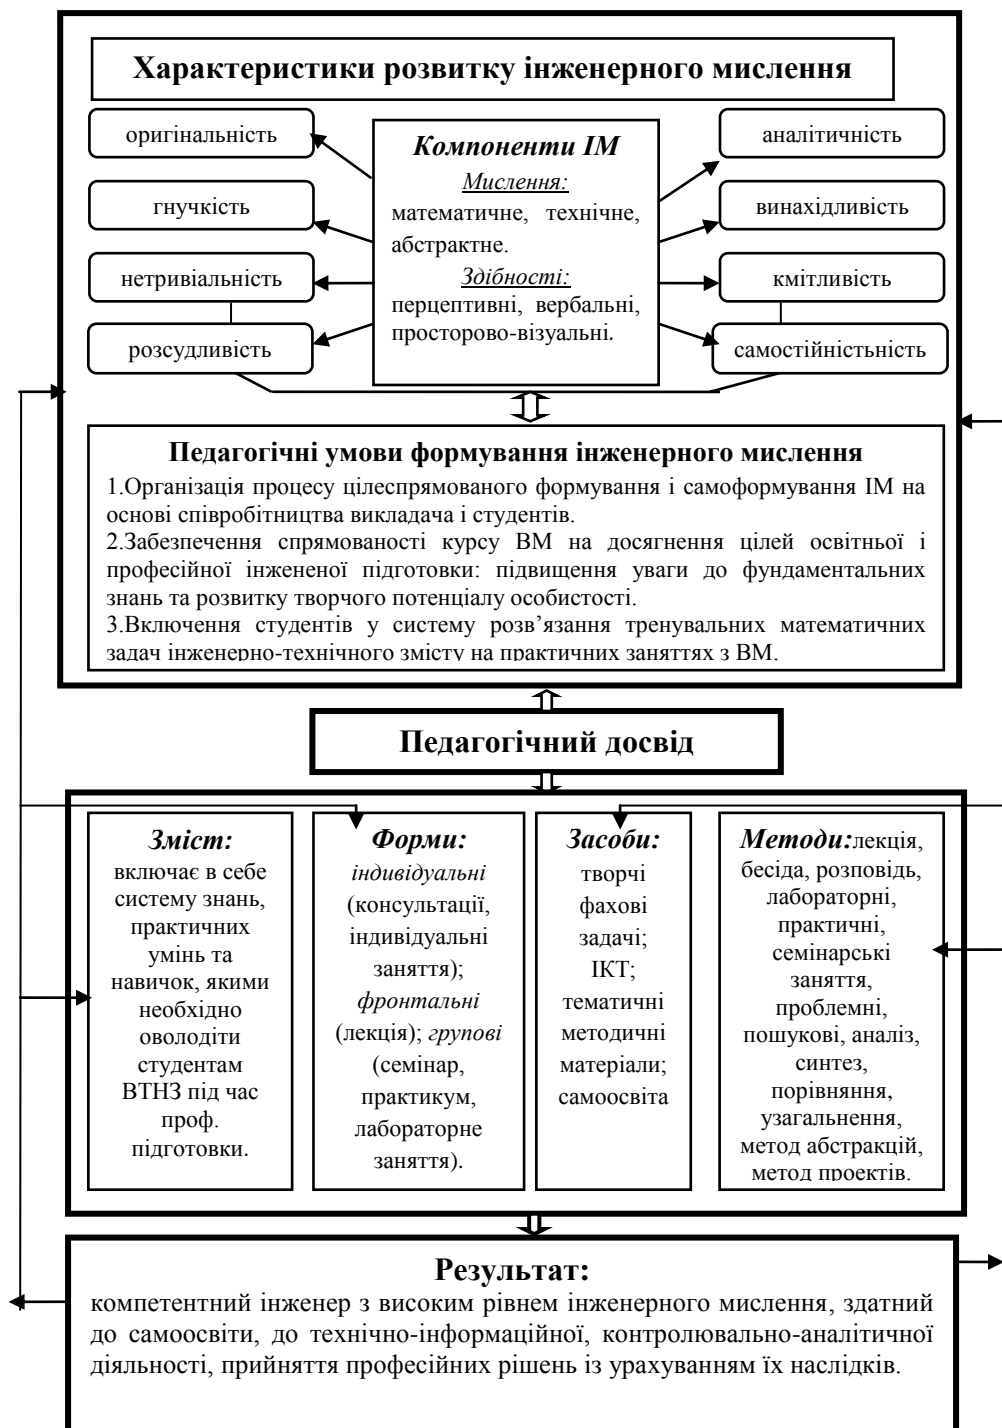 Характеристики розвитку інженерного мислення
оригінальність
гнучкість
нетривіальність
розсудливість
Компоненти ІМ
Мислення:
математичне, технічне,
абстрактне.
Здібності:
перцептивні, вербальні,
просторово-візуальні.
аналітичність
винахідливість
кмітливість
самостійністьність
Педагогічні умови формування інженерного мислення
1.Організація процесу цілеспрямованого формування і самоформування ІМ на
основі співробітництва викладача і студентів.
2.Забезпечення спрямованості курсу ВМ на досягнення цілей освітньої і
професійної інжененої підготовки: підвищення уваги до фундаментальних
знань та розвитку творчого потенціалу особистості.
3.Включення студентів у систему розв’язання тренувальних математичних
задач інженерно-технічного змісту на практичних заняттях з ВМ.
Педагогічний досвід
Зміст:
включає в себе
систему знань,
практичних
умінь та
навичок, якими
необхідно
оволодіти
студентам
ВТНЗ під час
проф.
підготовки.
Форми:
індивідуальні
(консультації,
індивідуальні
заняття);
фронтальні
(лекція); групові
(семінар,
практикум,
лабораторне
заняття).
Засоби:
творчі
фахові
задачі;
ІКТ;
тематичні
методичні
матеріали;
самоосвіта
Методи:лекція,
бесіда, розповідь,
лабораторні,
практичні,
семінарські
заняття,
проблемні,
пошукові, аналіз,
синтез,
порівняння,
узагальнення,
метод абстракцій,
метод проектів.
Результат:
компетентний інженер з високим рівнем інженерного мислення, здатний
до самоосвіти, до технічно-інформаційної, контролювально-аналітичної
діяльності, прийняття професійних рішень із урахуванням їх наслідків.